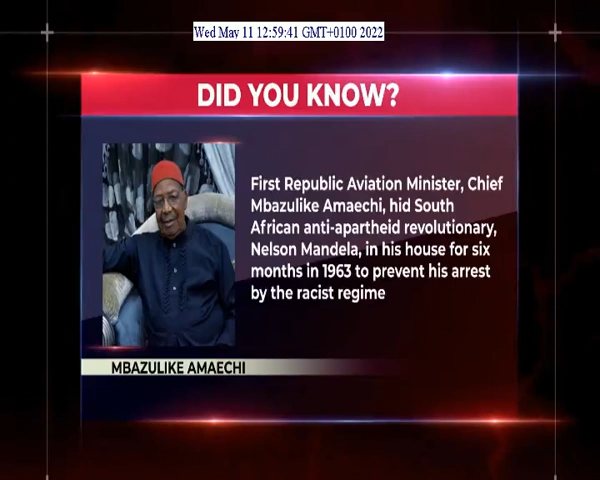 Wed May 11 12:59:41 GMT+0100 2022
DID YOU KNOW?
First Republic Aviation Minister, Chief
Mbazulike Amaechi, hid South
African anti-apartheid revolutionary,
Nelson Mandela, in his house for six
months in 1963 to prevent his arrest
by the racist regime
MBAZULIKE AMAECHI